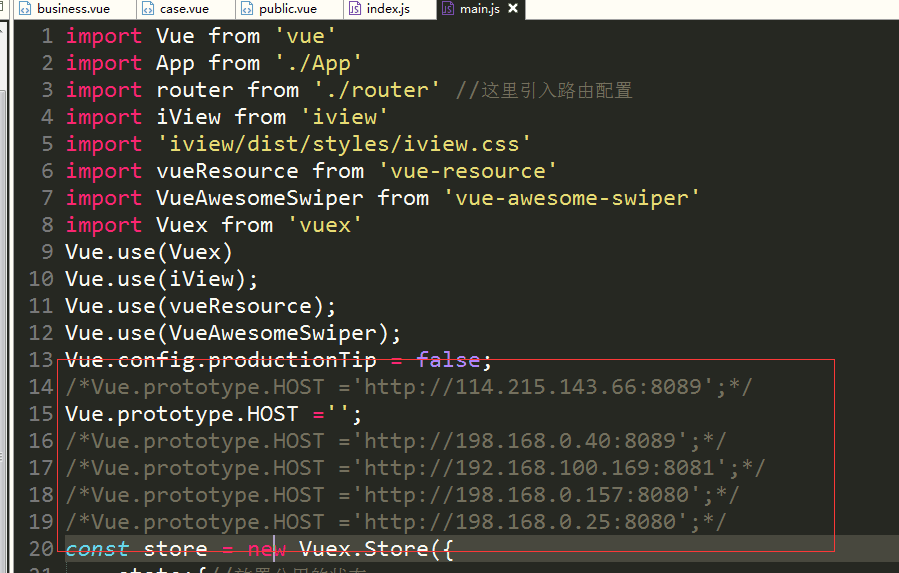 business.vue case.vue public.vue index.js main.js
1 import Vue from 'vue'
2 import App from './App'
3 import router from './router' //这里引入路由配置
4 import iView from 'iview'
5 import 'iview/dist/styles/iview.css'
6 import vueResource from 'vue-resource'
7 import VueAwesomeSwiper from 'vue-awesome-swiper'
8 import Vuex from 'vuex'
9 Vue.use(Vuex)
10 Vue.use(iView);
11 Vue.use(vueResource);
12 Vue.use(VueAwesomeSwiper);
13 Vue.config.productionTip = false;
14 /*Vue.prototype.HOST ='http://114.215.143.66:8089';*/
15 Vue.prototype.HOST ='';
16 /*Vue.prototype.HOST ='http://198.168.0.40:8089';*/
17 /*Vue.prototype.HOST ='http://192.168.100.169:8081';*/
18 /*Vue.prototype.HOST ='http://198.168.0.157:8080';*/
19 /*Vue.prototype.HOST ='http://198.168.0.25:8080';*/
20 const store = new Vuex.Store({